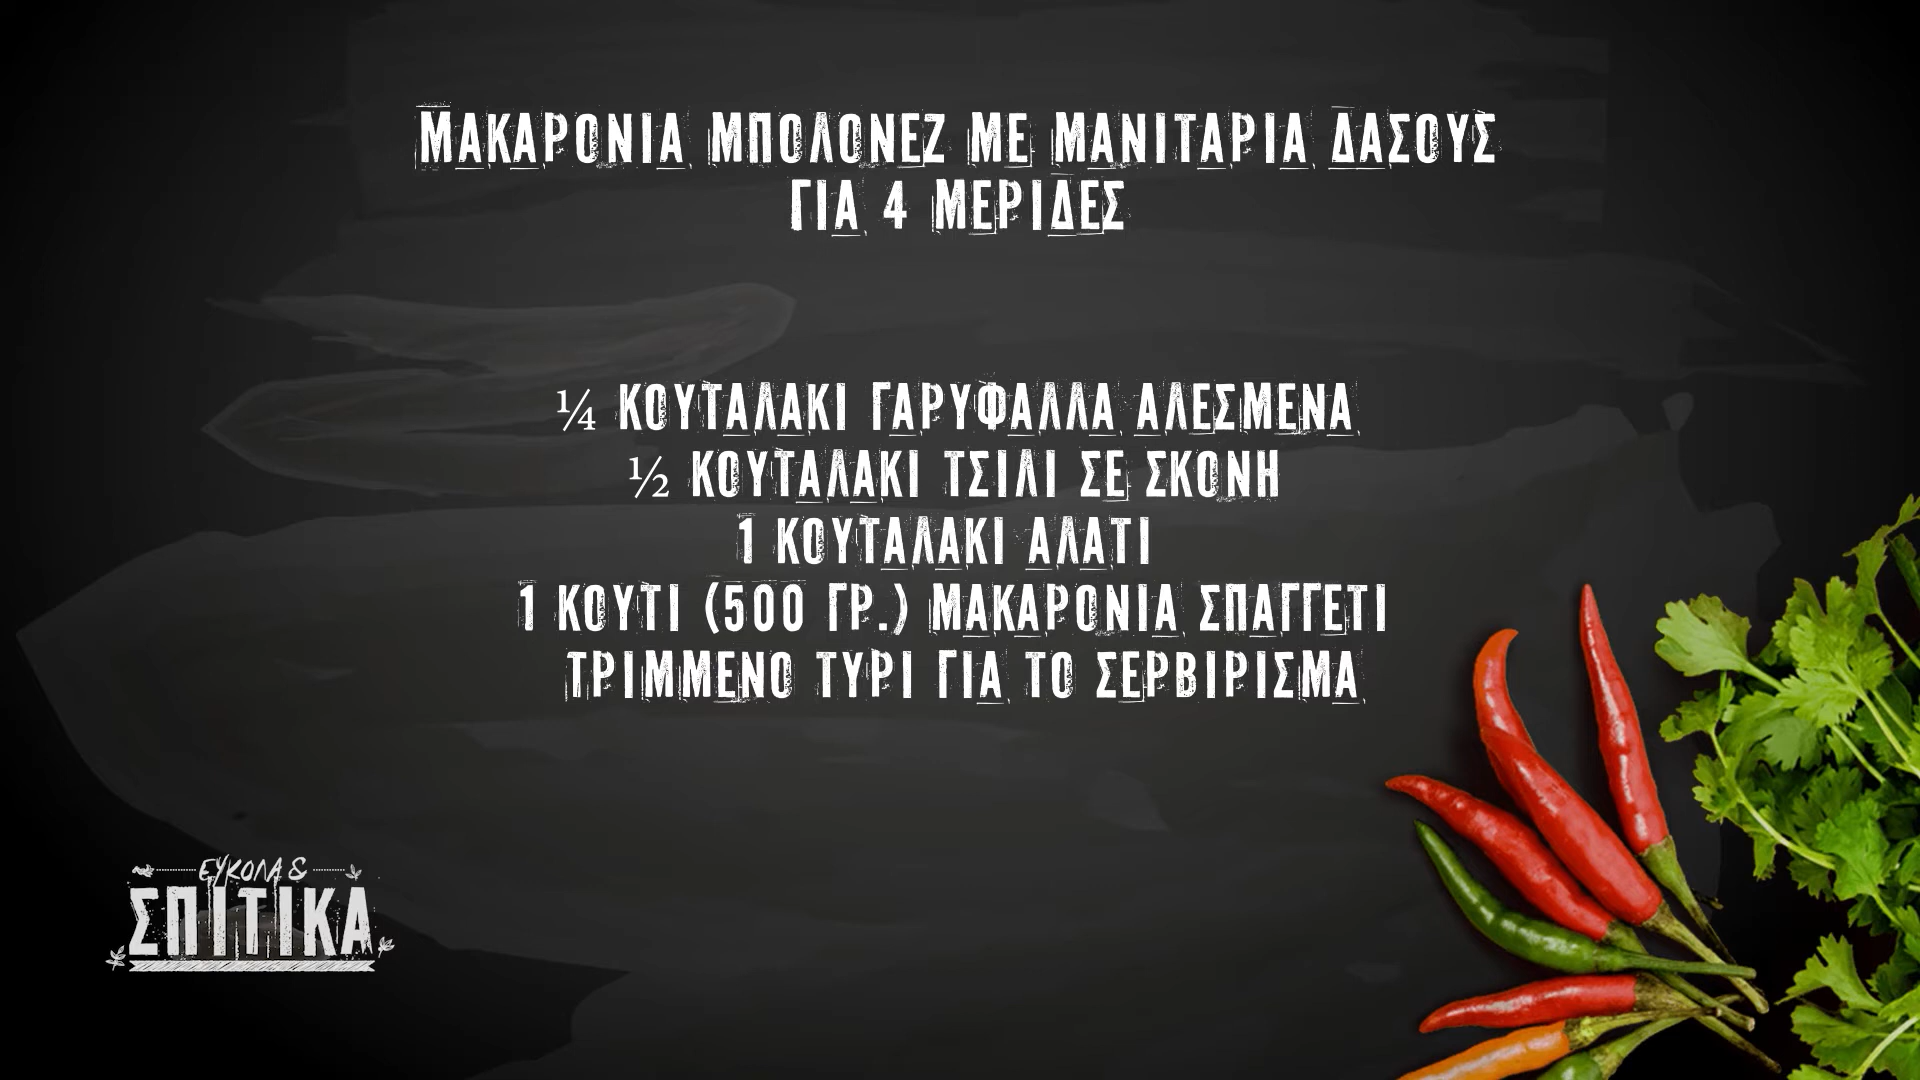 ΜΑΚΑΡΟΝΙΑ ΜΠΟΛΟΝΕΖ ΜΕ ΜΑΝΙΤΑΡΙΑ ΔΑΣΟΥΣ
ΓΙΑ 4 ΜΕΡΙΔΕΣ
¼ ΚΟΥΤΑΛΑΚΙ ΓΑΡΥΦΑΛΛΑ ΑΛΕΣΜΕΝΑ
½ ΚΟΥΤΑΛΑΚΙ ΤΣΙΛΙ ΣΕ ΣΚΟΝΗ
1 ΚΟΥΤΑΛΑΚΙ ΑΛΑΤΙ
1 ΚΟΥΤΙ (500 ΓΡ.) ΜΑΚΑΡΟΝΙΑ ΣΠΑΓΓΕΤΙ
ΤΡΙΜΜΕΝΟ ΤΥΡΙ ΓΙΑ ΤΟ ΣΕΡΒΙΡΙΣΜΑ
ΕΥΚΟΛΑ &
ΣΠΙΤΙΚΑ